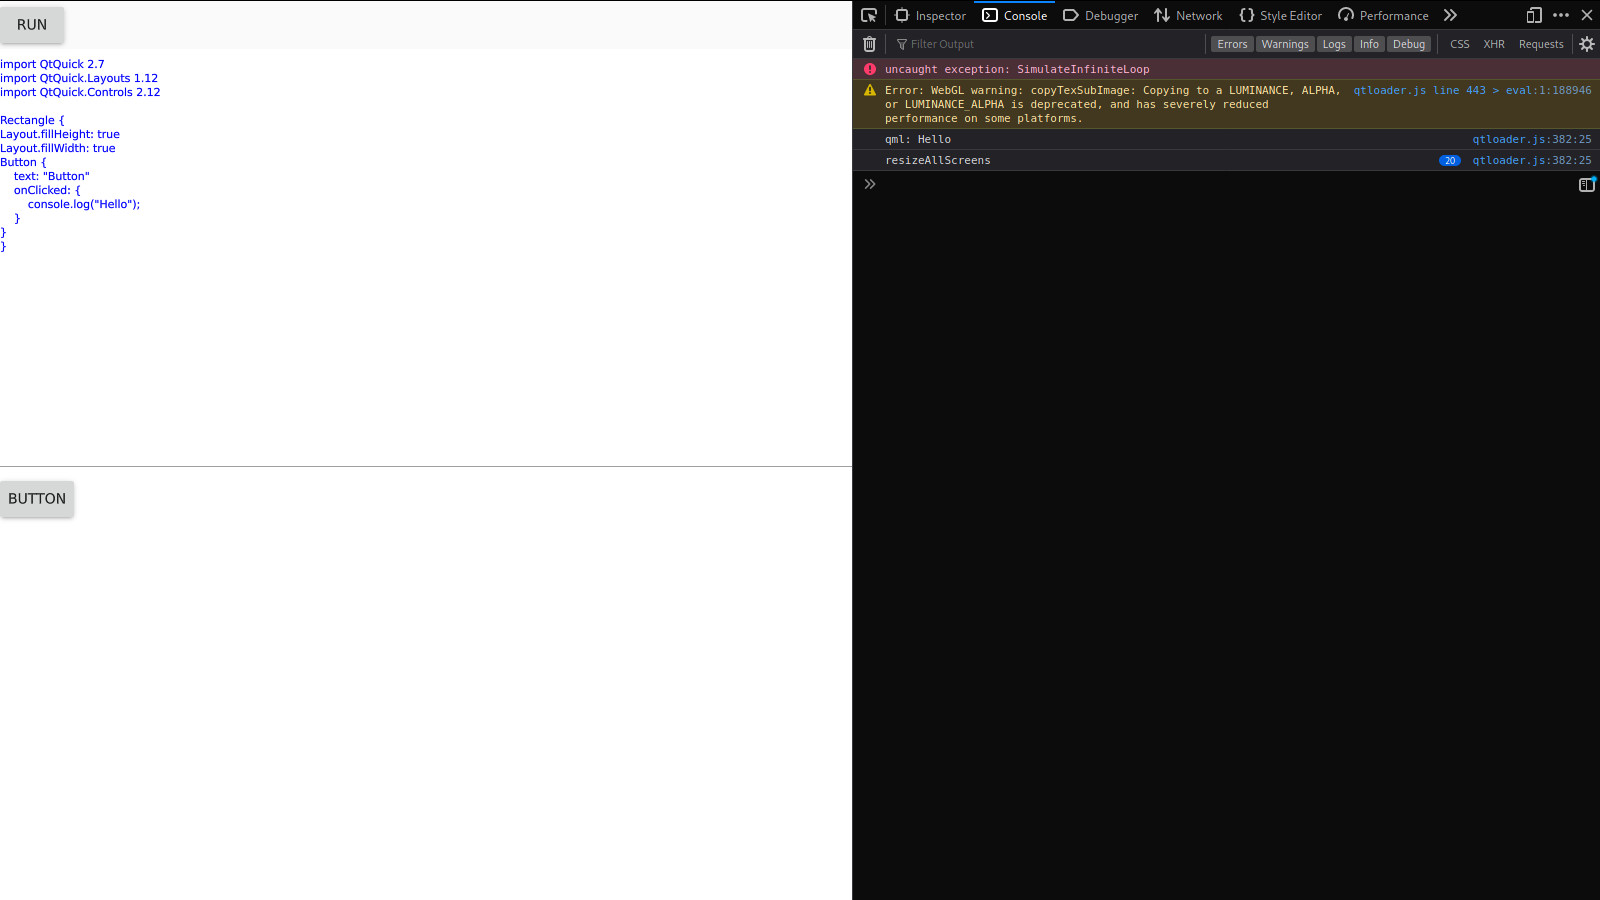 RUN
import QtQuick 2.7
import QtQuick.Layouts 1.12
import QtQuick.Controls 2.12
Rectangle {
Layout.fillHeight: true
Layout.fillWidth: true
Button {
    text: "Button"
    onClicked: {
        console.log("Hello");
    }
}
}
BUTTON
Inspector Console Debugger Network Style Editor Performance
Filter Output Errors Warnings Logs Info Debug CSS XHR Requests
uncaught exception: SimulateInfiniteLoop
Error: WebGL warning: copyTexSubImage: Copying to a LUMINANCE, ALPHA, qtloader.js line 443 > eval:1:188946
or LUMINANCE_ALPHA is deprecated, and has severely reduced
performance on some platforms.
qml: Hello qtloader.js:382:25
resizeAllScreens 20 qtloader.js:382:25